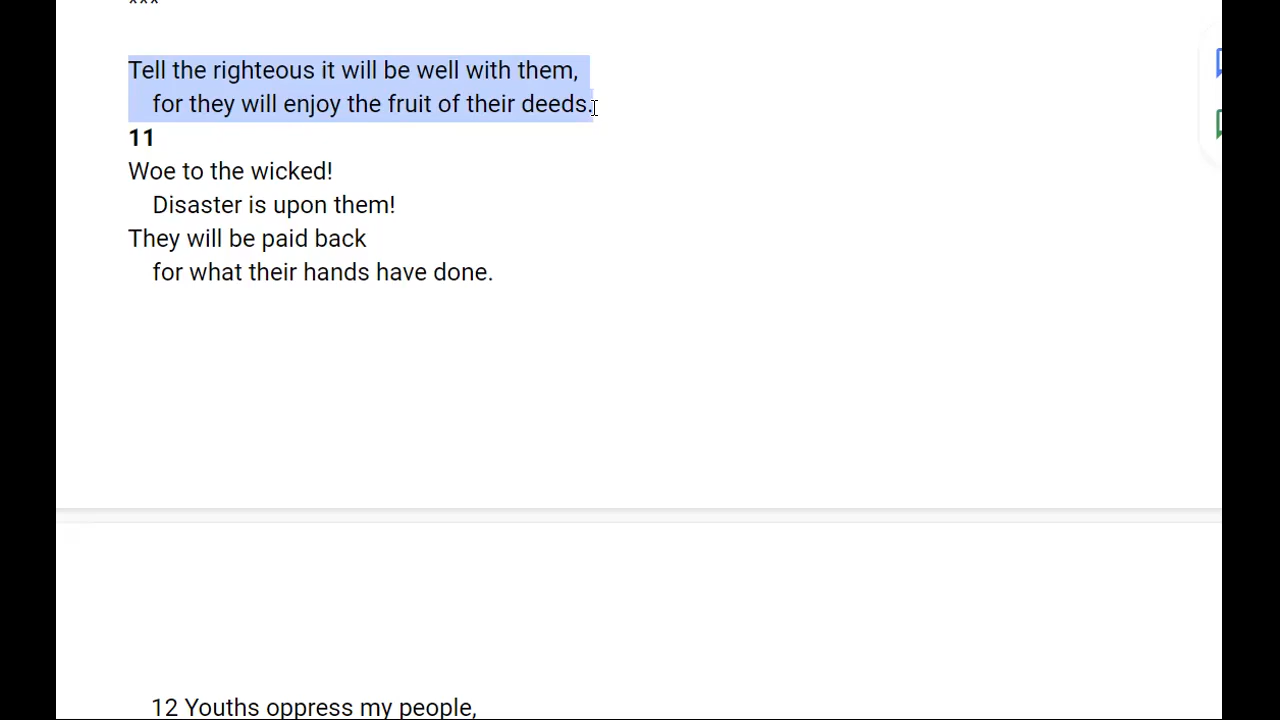 ***
Tell the righteous it will be well with them,
for they will enjoy the fruit of their deeds.
11
Woe to the wicked!
Disaster is upon them!
They will be paid back
for what their hands have done.
12 Youths oppress my people,